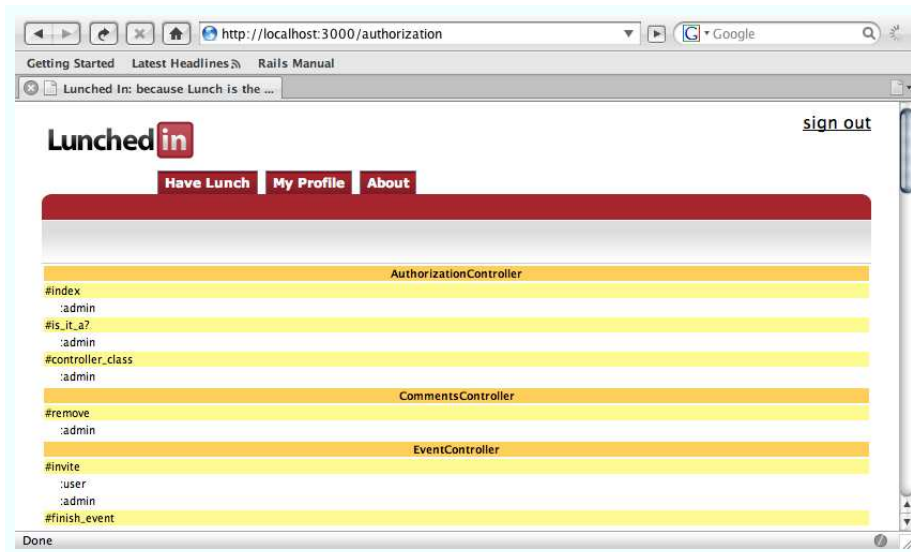 http://localhost:3000/authorization
G Google
Getting Started Latest Headlines Rails Manual
Lunched In: because Lunch is the ...
sign out
Lunched in
Have Lunch My Profile About
AuthorizationController
#index
:admin
#is_it_a?
:admin
#controller_class
:admin
CommentsController
#remove
:admin
EventController
#invite
:user
:admin
#finish_event
Done